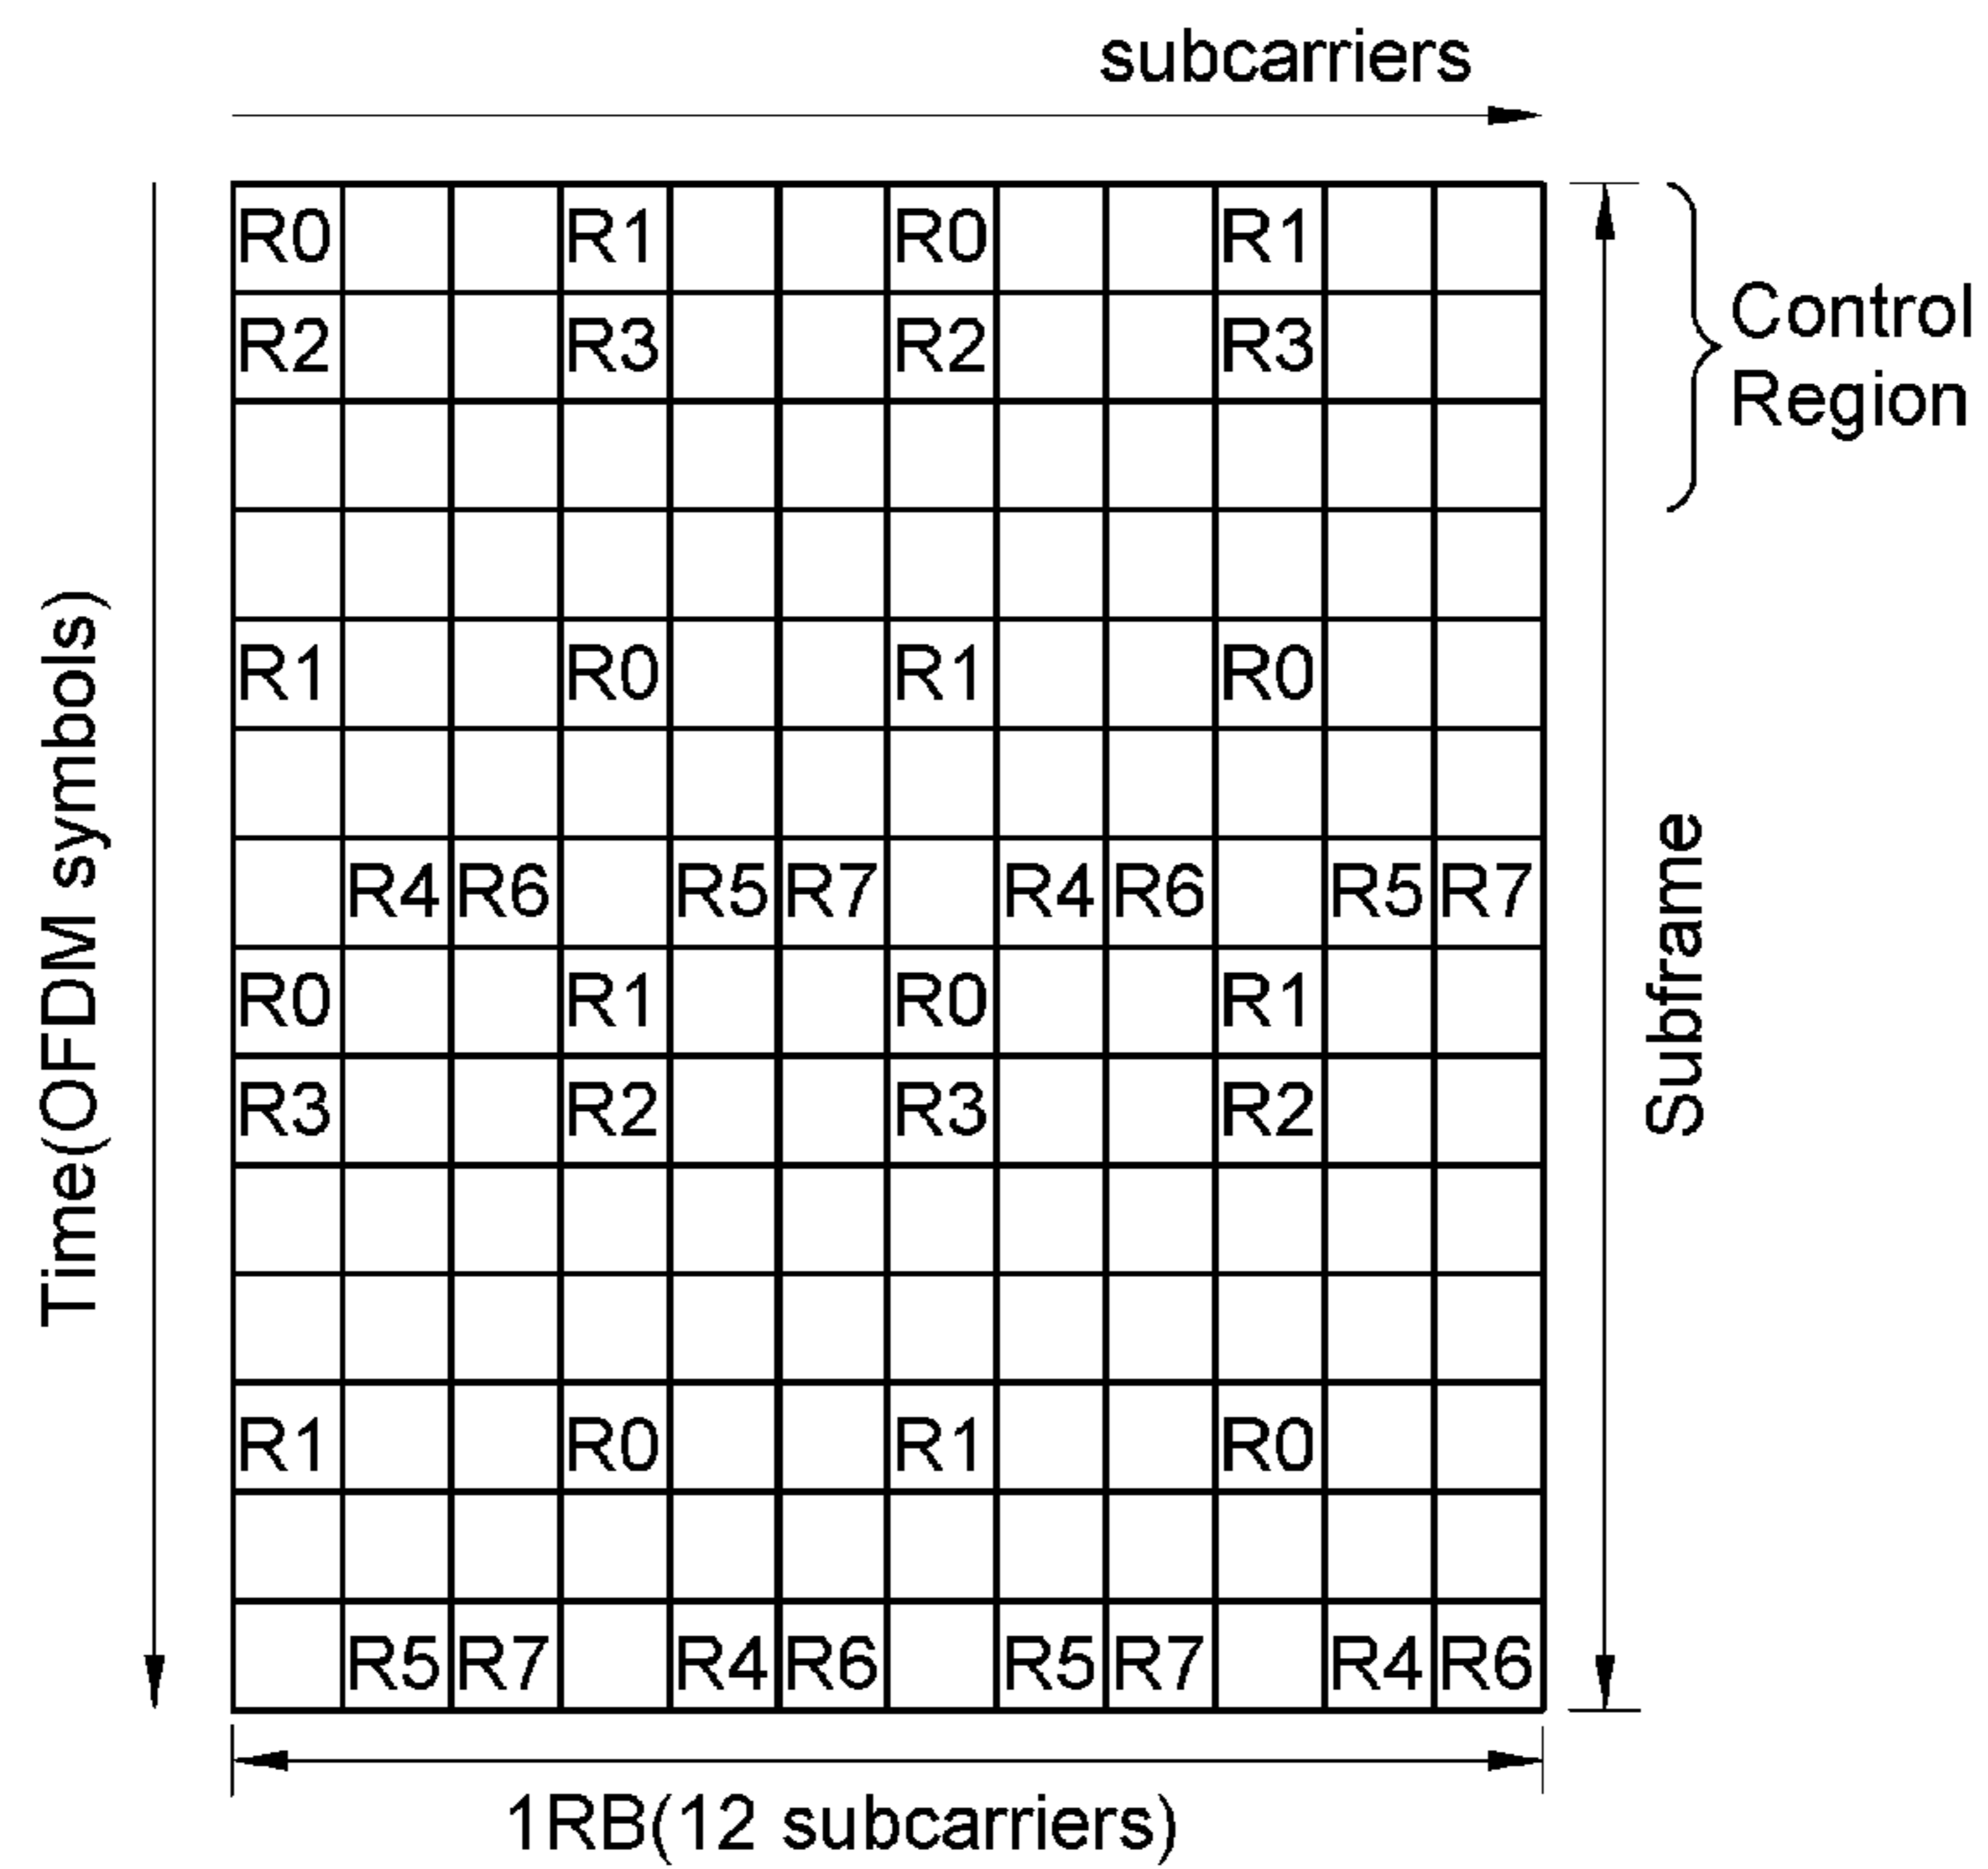 subcarriers
R0 R1 R0 R1
R2 R3 R2 R3
Control
Region
R1 R0 R1 R0
R4 R6 R5 R7 R4 R6 R5 R7
R0 R1 R0 R1
R3 R2 R3 R2
R1 R0 R1 R0
R5 R7 R4 R6 R5 R7 R4 R6
Time(OFDM symbols)
Subframe
1RB(12 subcarriers)